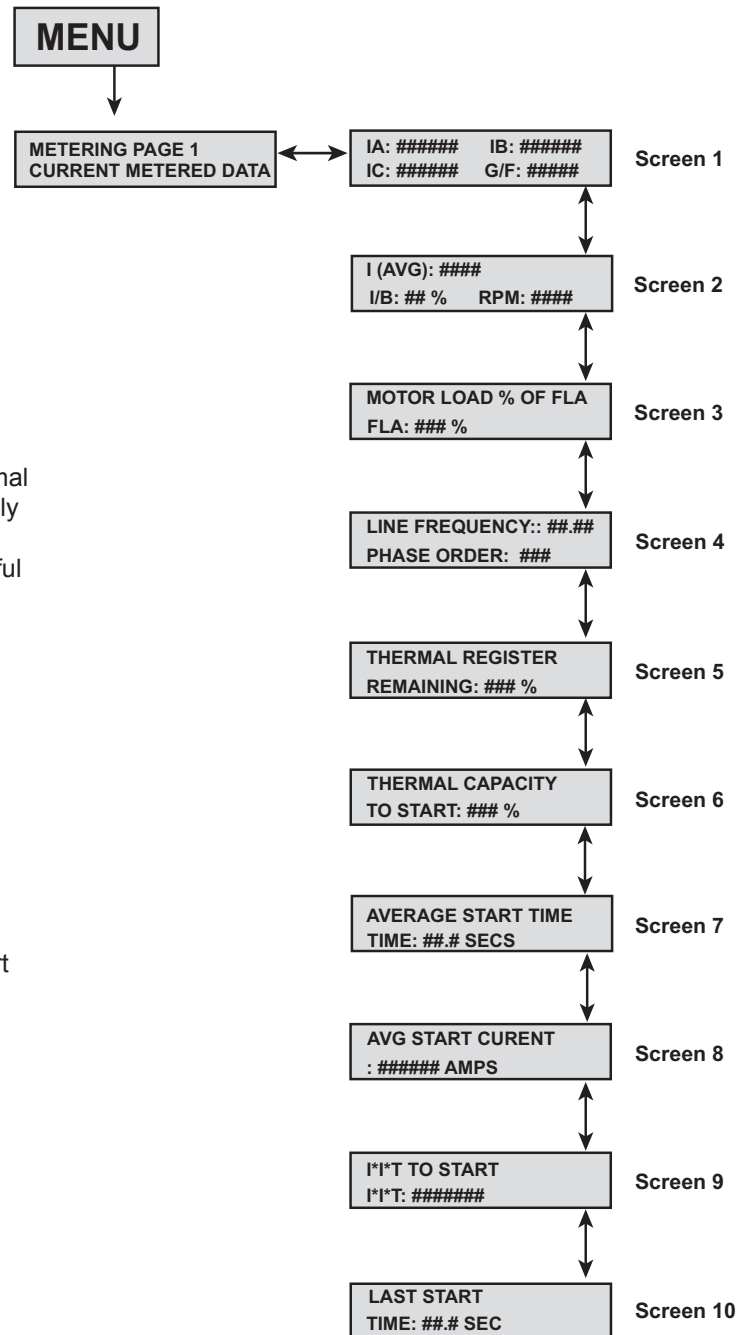 MENU
METERING PAGE 1
CURRENT METERED DATA
IA: ###### IB: ######
IC: ###### G/F: #####
Screen 1
I (AVG): ####
I/B: ## % RPM: ####
Screen 2
MOTOR LOAD % OF FLA
FLA: ### %
Screen 3
LINE FREQUENCY:: ##.##
PHASE ORDER: ###
Screen 4
THERMAL REGISTER
REMAINING: ### %
Screen 5
THERMAL CAPACITY
TO START: ### %
Screen 6
AVERAGE START TIME
TIME: ##.# SECS
Screen 7
AVG START CURENT
: ###### AMPS
Screen 8
I*I*T TO START
I*I*T: #######
Screen 9
LAST START
TIME: ##.# SEC
Screen 10